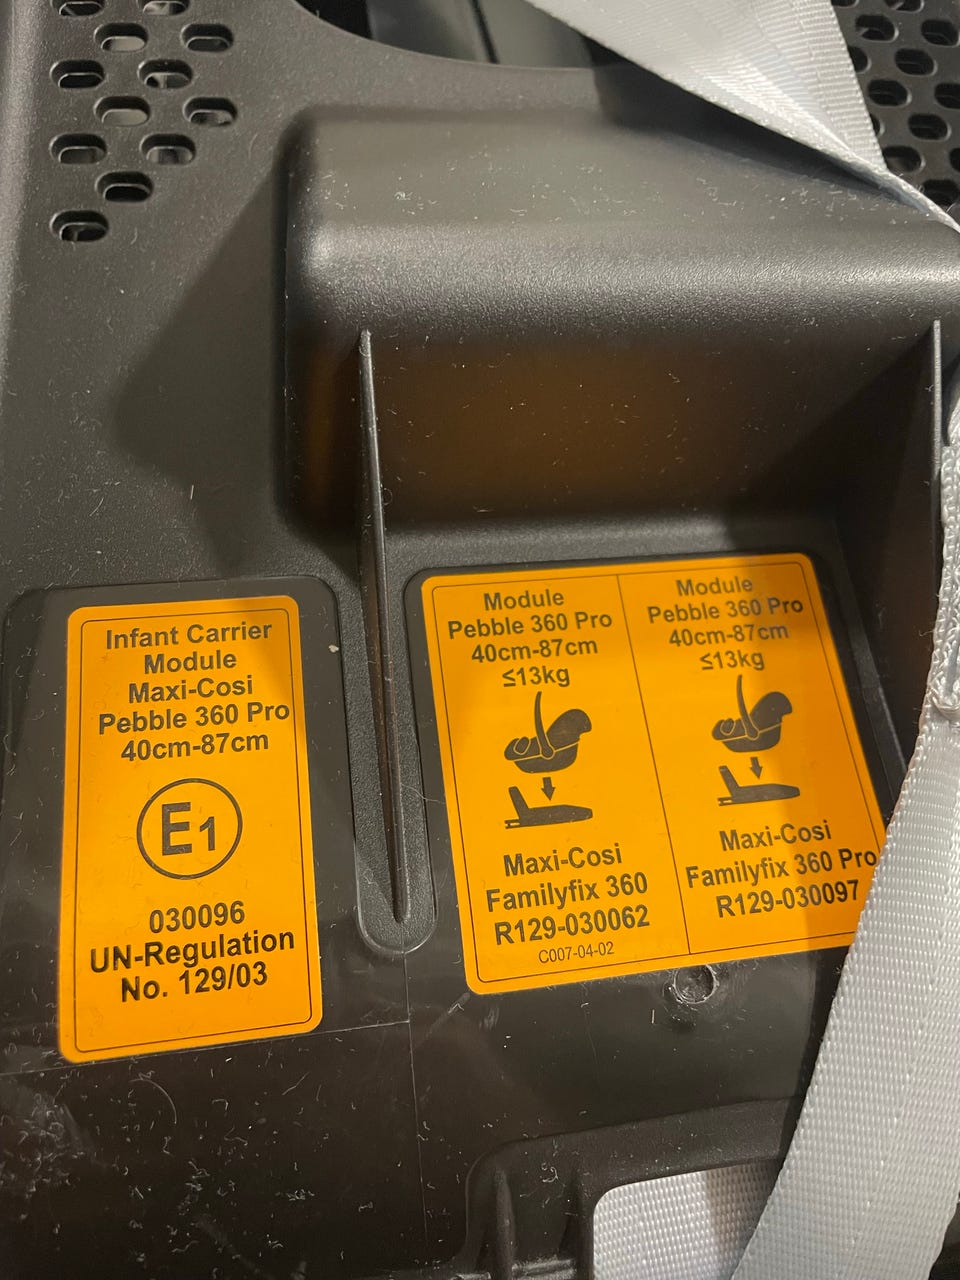 Infant Carrier
Module
Maxi-Cosi
Pebble 360 Pro
40cm-87cm
E1
030096
UN-Regulation
No. 129/03
Module
Pebble 360 Pro
40cm-87cm
≤13kg
Maxi-Cosi
Familyfix 360
R129-030062
C007-04-02
Module
Pebble 360 Pro
40cm-87cm
≤13kg
Maxi-Cosi
Familyfix 360 Pro
R129-030097